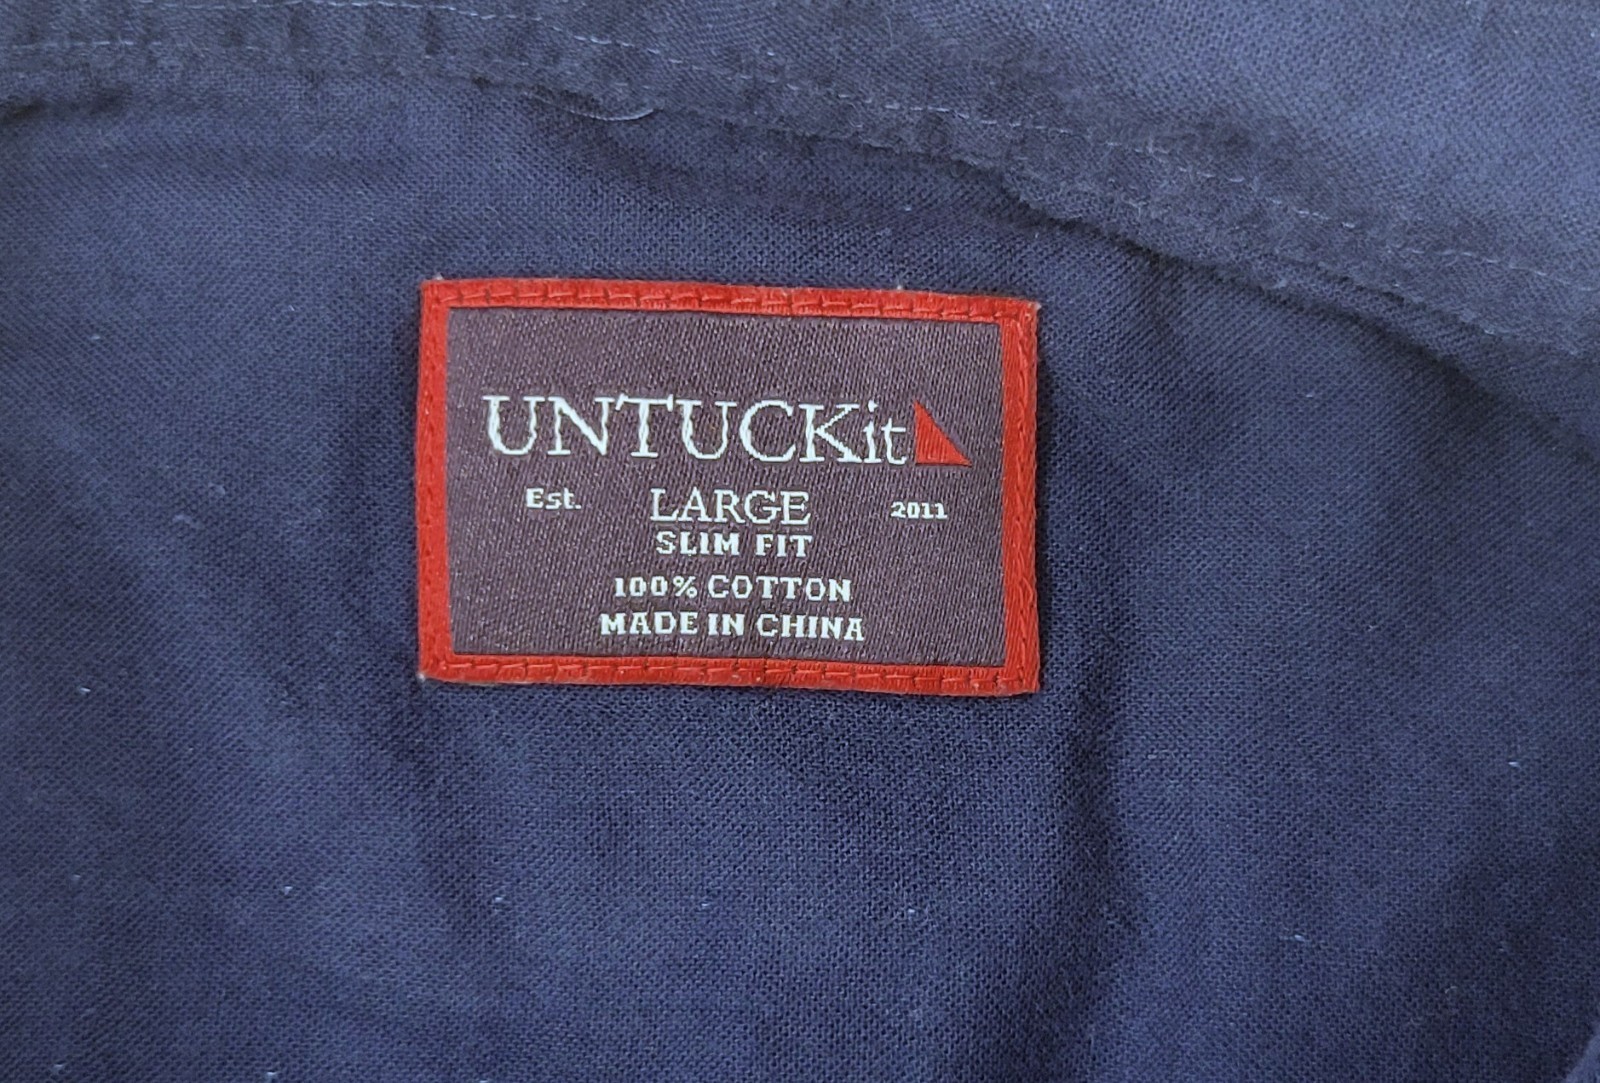 UNTUCKit
Est. LARGE 2011
SLIM FIT
100% COTTON
MADE IN CHINA